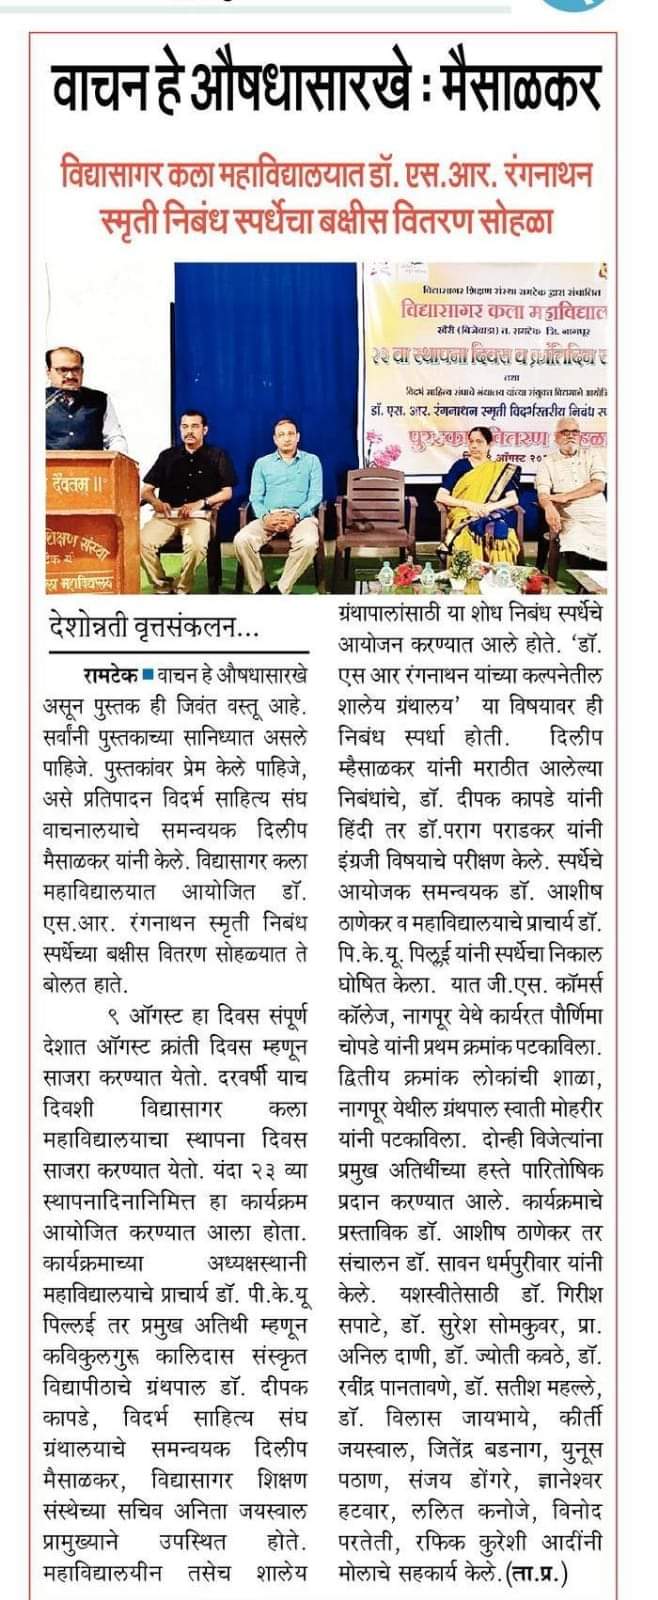 वाचन हे औषधासारखे : मैसाळकर
विद्यासागर कला महाविद्यालयात डॉ. एस.आर. रंगनाथन
स्मृती निबंध स्पर्धेचा बक्षीस वितरण सोहळा
विद्यासागर शिक्षण संस्था रामटेक द्वारा संचालित
विद्यासागर कला महाविद्याल
खैरी (बिजेवाडा) त. रामटेक जि. नागपूर
२३ वा स्थापना दिवस व क्रांतिदिन
तथा
विदर्भ साहित्य संघाचे ग्रंथालय यांच्या संयुक्त विद्यमाने
डॉ. एस. आर. रंगनाथन स्मृती विदर्भस्तरीय निबंध स
पुरस्कार वितरण सोहळा
ऑगस्ट २०
दैवतम ॥
शिक्षण संस्था
टेक
महाविद्यालय
देशोन्नती वृत्तसंकलन...
रामटेक ■ वाचन हे औषधासारखे
असून पुस्तक ही जिवंत वस्तू आहे.
सर्वांनी पुस्तकाच्या सानिध्यात असले
पाहिजे. पुस्तकांवर प्रेम केले पाहिजे,
असे प्रतिपादन विदर्भ साहित्य संघ
वाचनालयाचे समन्वयक दिलीप
मैसाळकर यांनी केले. विद्यासागर कला
महाविद्यालयात आयोजित डॉ.
एस.आर. रंगनाथन स्मृती निबंध
स्पर्धेच्या बक्षीस वितरण सोहळ्यात ते
बोलत हाते.
९ ऑगस्ट हा दिवस संपूर्ण
देशात ऑगस्ट क्रांती दिवस म्हणून
साजरा करण्यात येतो. दरवर्षी याच
दिवशी विद्यासागर कला
महाविद्यालयाचा स्थापना दिवस
साजरा करण्यात येतो. यंदा २३ व्या
स्थापनादिनानिमित्त हा कार्यक्रम
आयोजित करण्यात आला होता.
कार्यक्रमाच्या अध्यक्षस्थानी
महाविद्यालयाचे प्राचार्य डॉ. पी.के.यू
पिल्लई तर प्रमुख अतिथी म्हणून
कविकुलगुरू कालिदास संस्कृत
विद्यापीठाचे ग्रंथपाल डॉ. दीपक
कापडे, विदर्भ साहित्य संघ
ग्रंथालयाचे समन्वयक दिलीप
मैसाळकर, विद्यासागर शिक्षण
संस्थेच्या सचिव अनिता जयस्वाल
प्रामुख्याने उपस्थित होते.
महाविद्यालयीन तसेच शालेय
ग्रंथापालांसाठी या शोध निबंध स्पर्धेचे
आयोजन करण्यात आले होते. ‘डॉ.
एस आर रंगनाथन यांच्या कल्पनेतील
शालेय ग्रंथालय’ या विषयावर ही
निबंध स्पर्धा होती. दिलीप
म्हैसाळकर यांनी मराठीत आलेल्या
निबंधांचे, डॉ. दीपक कापडे यांनी
हिंदी तर डॉ.पराग पराडकर यांनी
इंग्रजी विषयाचे परीक्षण केले. स्पर्धेचे
आयोजक समन्वयक डॉ. आशीष
ठाणेकर व महाविद्यालयाचे प्राचार्य डॉ.
पि.के.यू. पिल्लई यांनी स्पर्धेचा निकाल
घोषित केला. यात जी.एस. कॉमर्स
कॉलेज, नागपूर येथे कार्यरत पौर्णिमा
चोपडे यांनी प्रथम क्रमांक पटकाविला.
द्वितीय क्रमांक लोकांची शाळा,
नागपूर येथील ग्रंथपाल स्वाती मोहरीर
यांनी पटकाविला. दोन्ही विजेत्यांना
प्रमुख अतिथींच्या हस्ते पारितोषिक
प्रदान करण्यात आले. कार्यक्रमाचे
प्रस्ताविक डॉ. आशीष ठाणेकर तर
संचालन डॉ. सावन धर्मपुरीवार यांनी
केले. यशस्वीतेसाठी डॉ. गिरीश
सपाटे, डॉ. सुरेश सोमकुवर, प्रा.
अनिल दाणी, डॉ. ज्योती कवठे, डॉ.
रवींद्र पानतावणे, डॉ. सतीश महल्ले,
डॉ. विलास जायभाये, कीर्ती
जयस्वाल, जितेंद्र बडनाग, युनूस
पठाण, संजय डोंगरे, ज्ञानेश्वर
हटवार, ललित कनोजे, विनोद
परतेती, रफिक कुरेशी आदींनी
मोलाचे सहकार्य केले.(ता.प्र.)